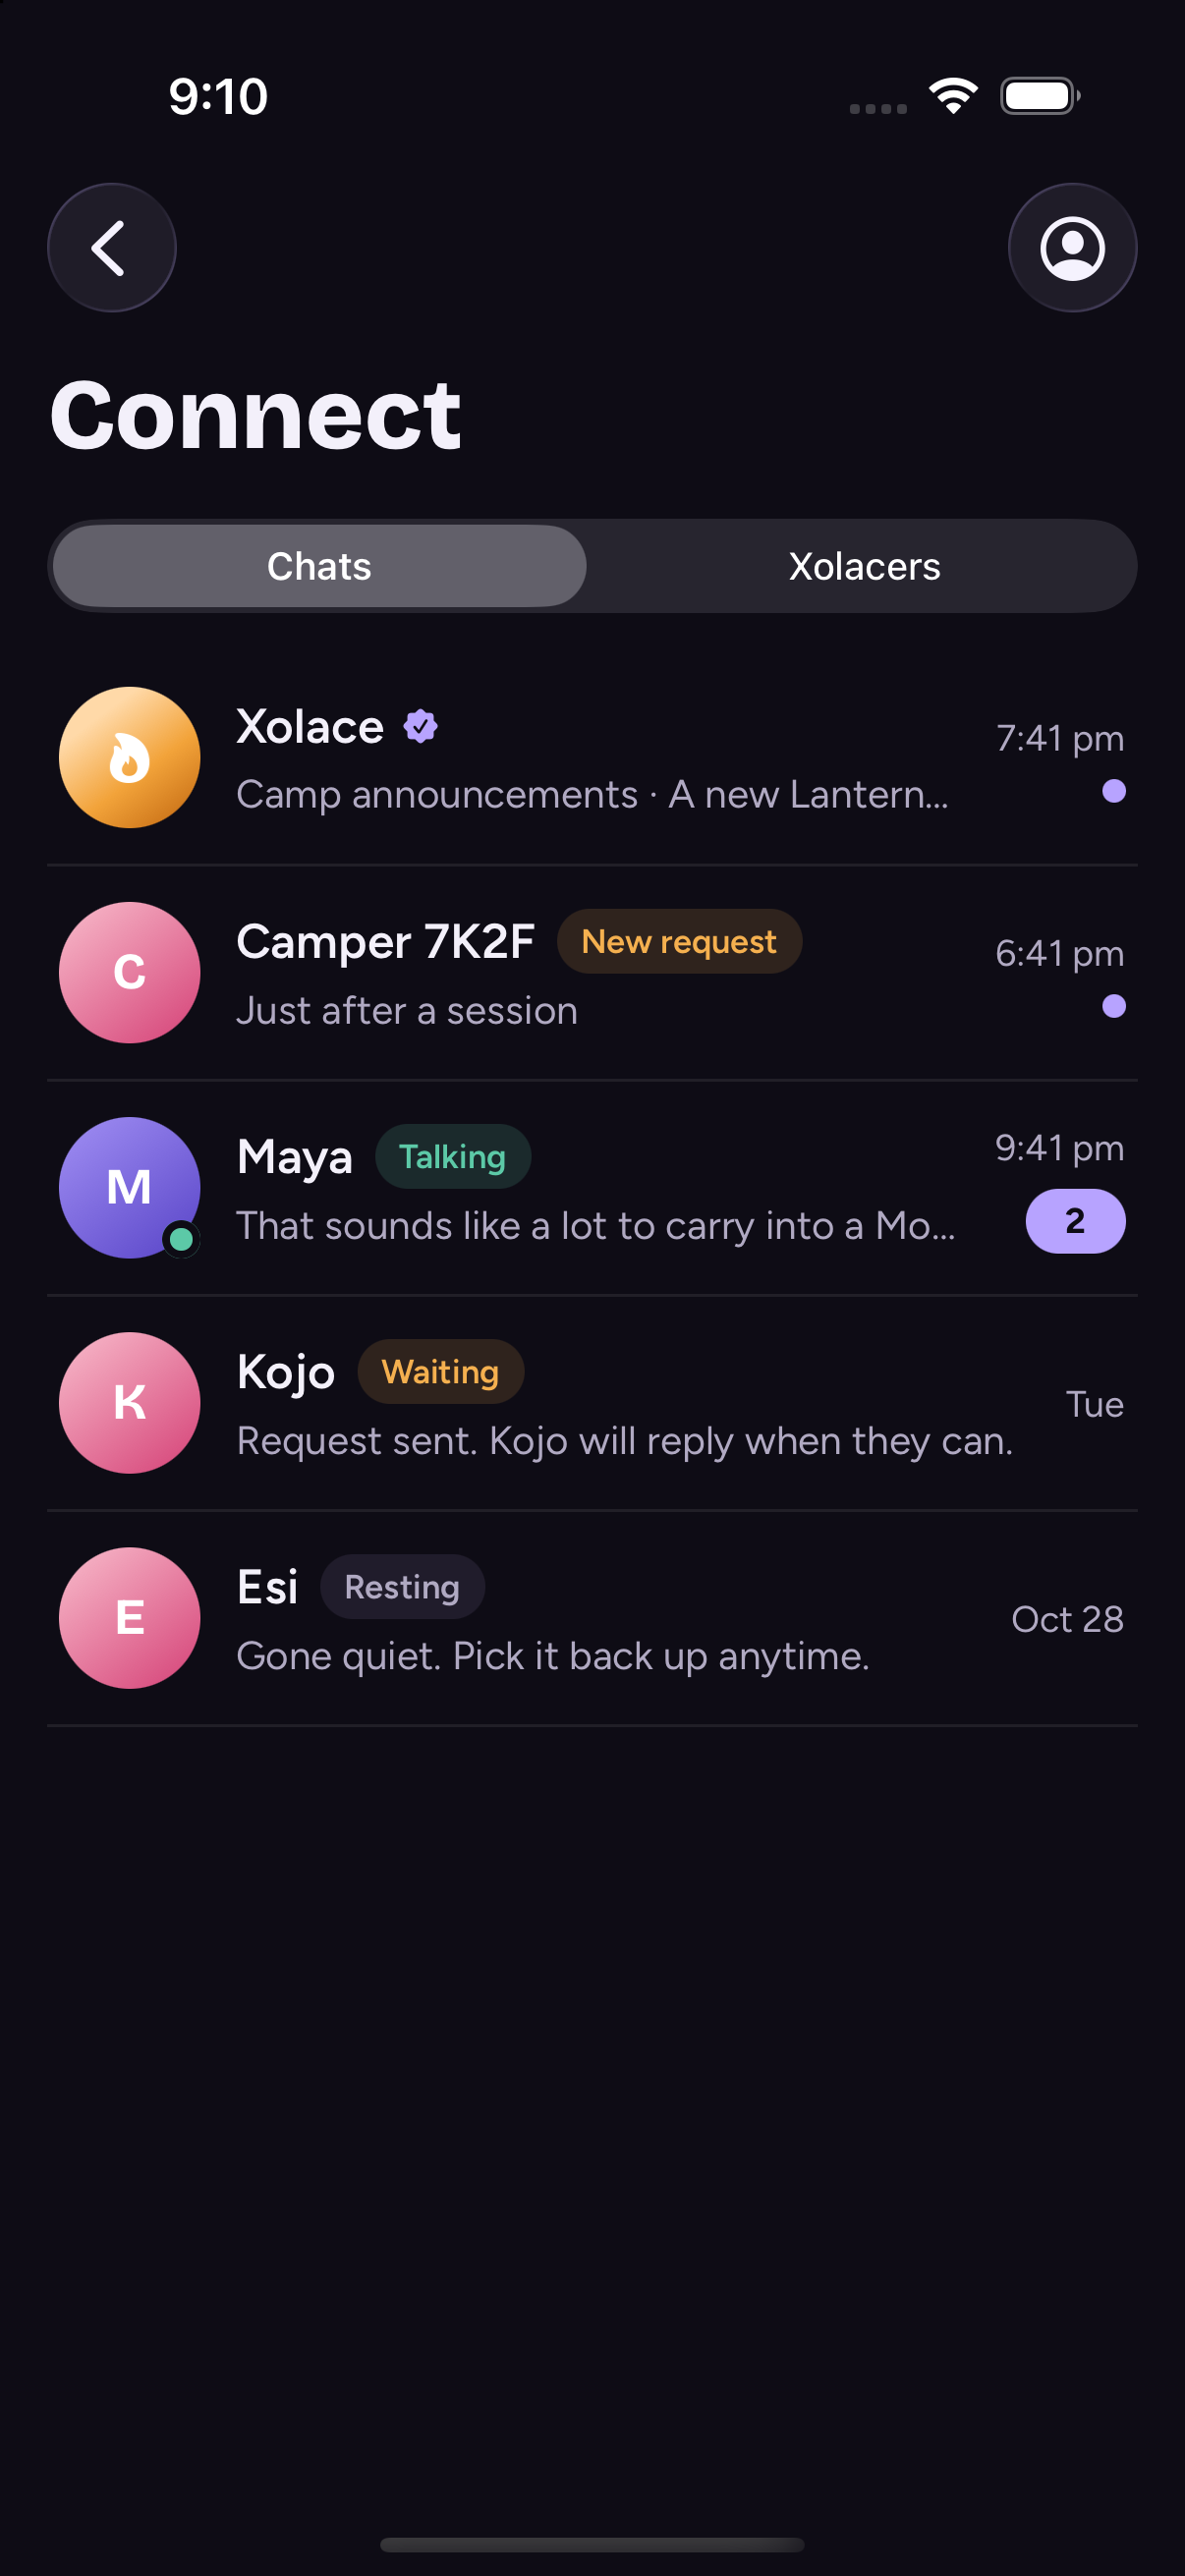 9:10
Connect
Chats
Xolacers
Xolace
7:41 pm
Camp announcements · A new Lantern...
C
Camper 7K2F
New request
6:41 pm
Just after a session
M
Maya
Talking
9:41 pm
That sounds like a lot to carry into a Mo...
2
K
Kojo
Waiting
Tue
Request sent. Kojo will reply when they can.
E
Esi
Resting
Oct 28
Gone quiet. Pick it back up anytime.